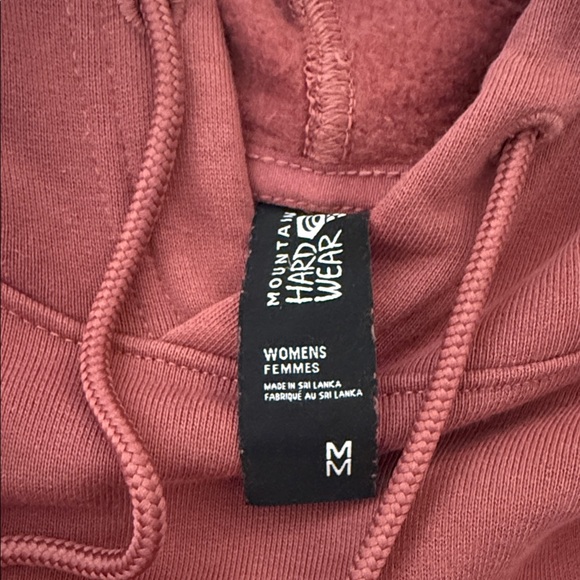 MOUNTAIN
HARD
WEAR
WOMENS
FEMMES
MADE IN SRI LANKA
FABRIQUÉ AU SRI LANKA
M
M